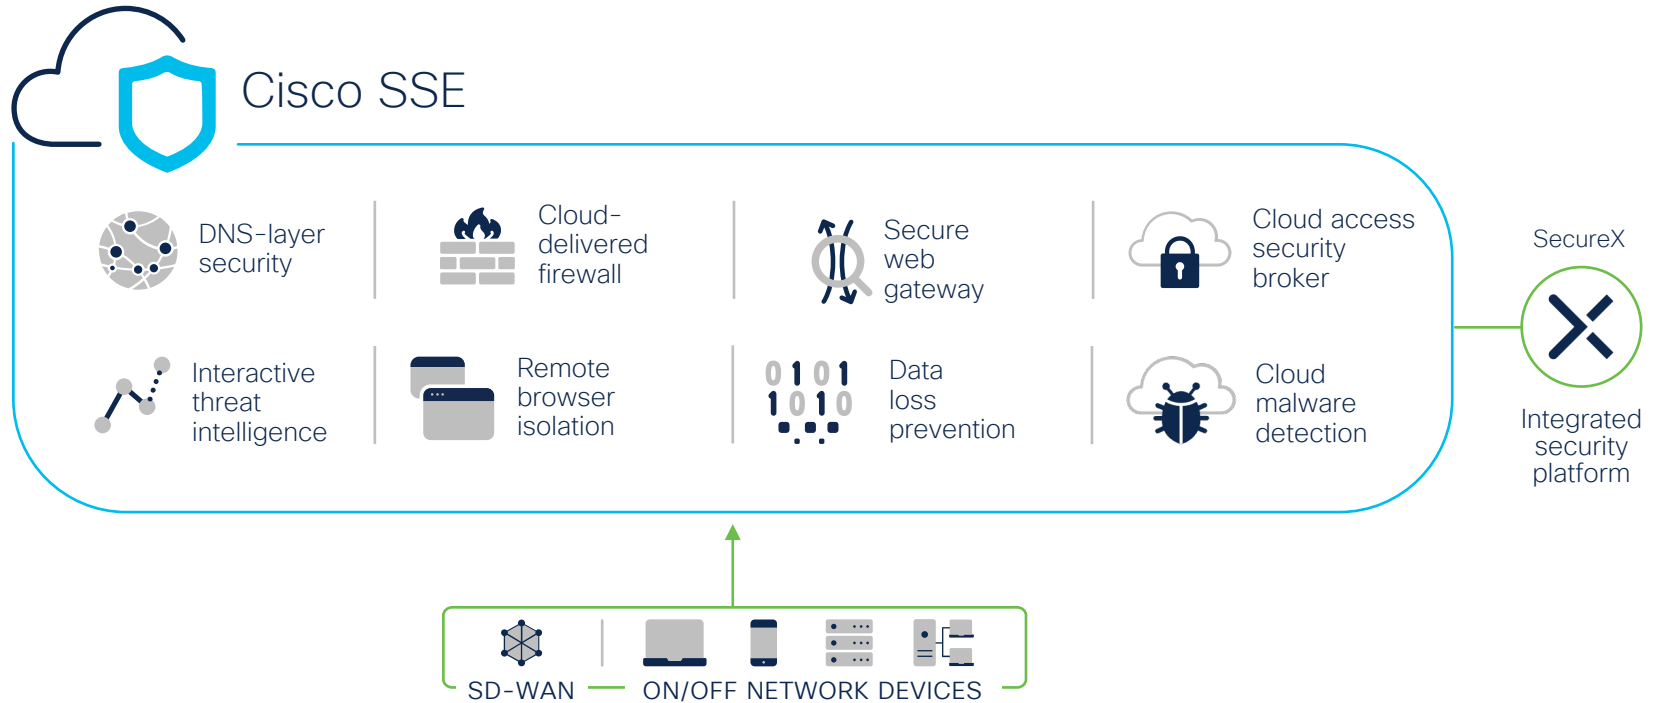 Cisco SSE
DNS-layer
security
Cloud-
delivered
firewall
Secure
web
gateway
Cloud access
security
broker
Interactive
threat
intelligence
Remote
browser
isolation
0101
1010
Data
loss
prevention
Cloud
malware
detection
SecureX
Integrated
security
platform
SD-WAN
ON/OFF NETWORK DEVICES